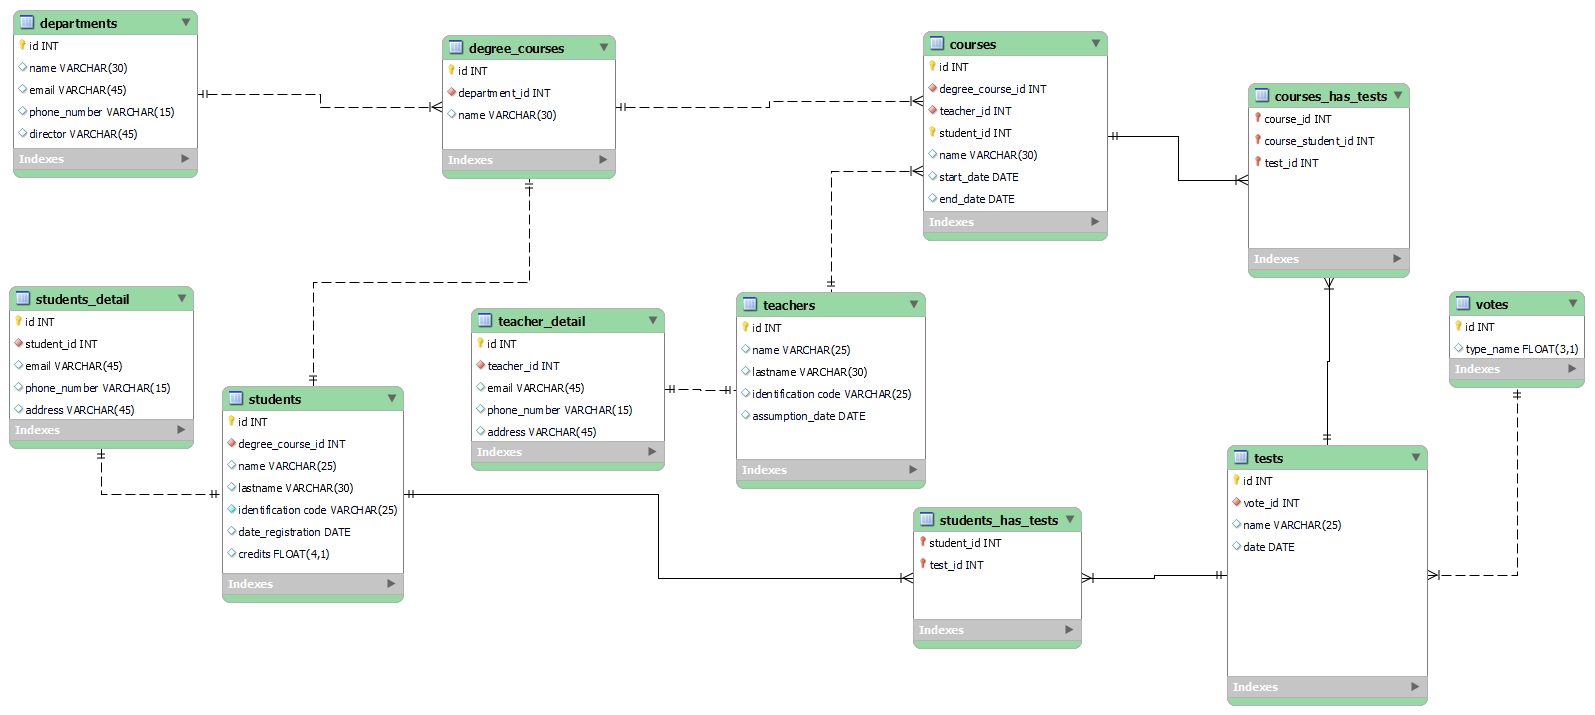 departments
id INT
name VARCHAR(30)
email VARCHAR(45)
phone_number VARCHAR(15)
director VARCHAR(45)
Indexes
degree_courses
id INT
department_id INT
name VARCHAR(30)
Indexes
courses
id INT
degree_course_id INT
teacher_id INT
student_id INT
name VARCHAR(30)
start_date DATE
end_date DATE
Indexes
courses_has_tests
course_id INT
course_student_id INT
test_id INT
Indexes
students_detail
id INT
student_id INT
email VARCHAR(45)
phone_number VARCHAR(15)
address VARCHAR(45)
Indexes
teacher_detail
id INT
teacher_id INT
email VARCHAR(45)
phone_number VARCHAR(15)
address VARCHAR(45)
Indexes
teachers
id INT
name VARCHAR(25)
lastname VARCHAR(30)
identification code VARCHAR(25)
assumption_date DATE
Indexes
votes
id INT
type_name FLOAT(3,1)
Indexes
students
id INT
degree_course_id INT
name VARCHAR(25)
lastname VARCHAR(30)
identification code VARCHAR(25)
date_registration DATE
credits FLOAT(4,1)
Indexes
students_has_tests
student_id INT
test_id INT
Indexes
tests
id INT
vote_id INT
name VARCHAR(25)
date DATE
Indexes